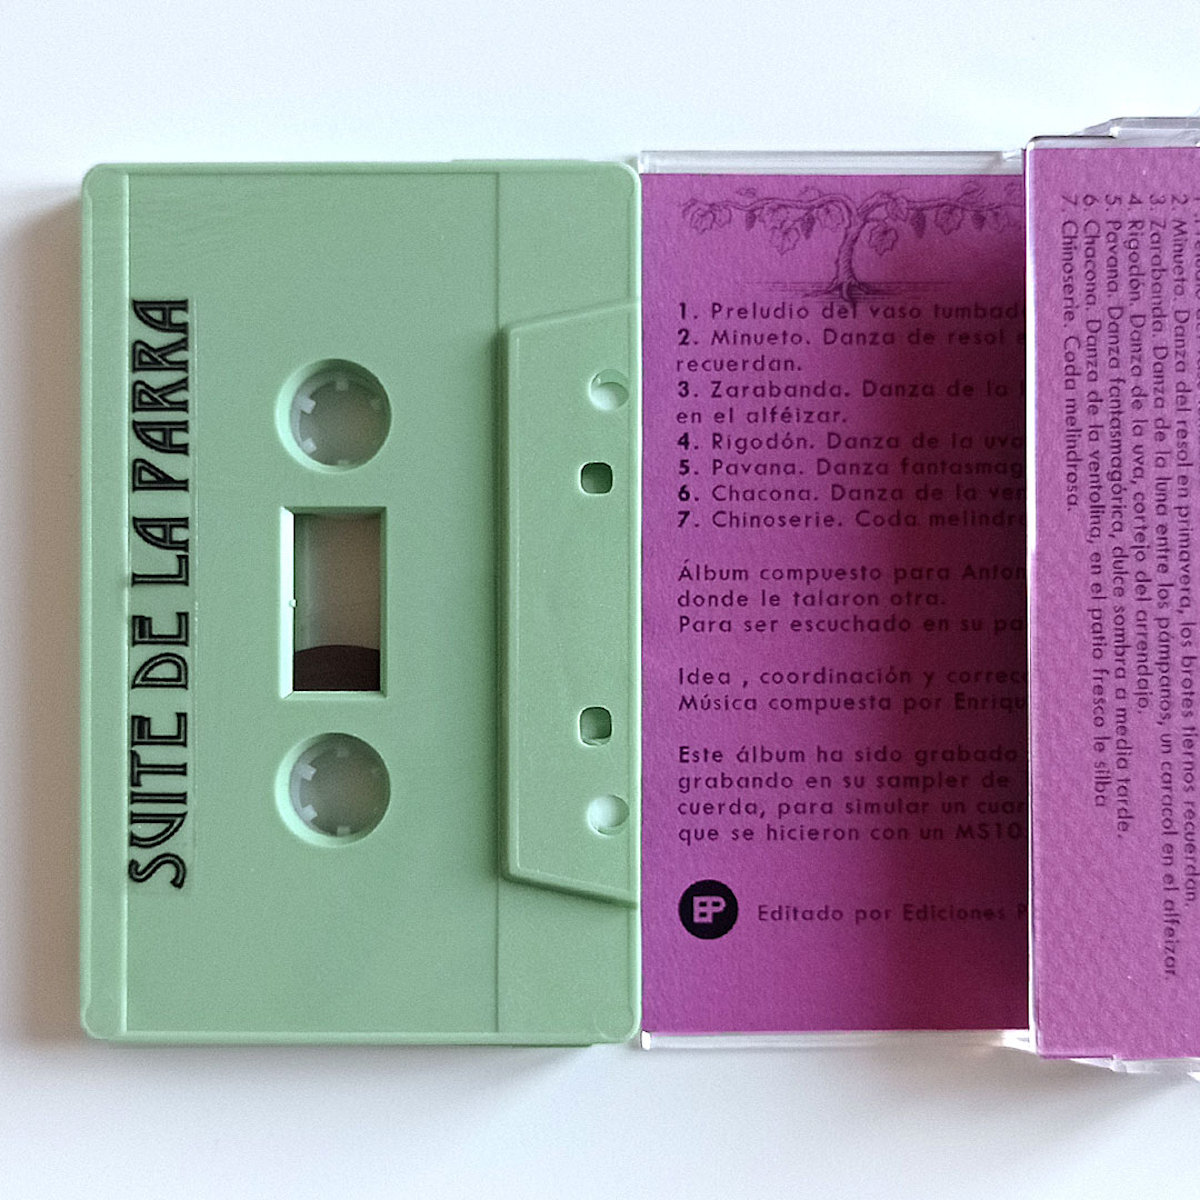 SUITE DE LA PARRA
1. Preludio del vaso tumbad
2. Minueto. Danza de resol e
recuerdan.
3. Zarabanda. Danza de la l
en el alféizar.
4. Rigodón. Danza de la uva
5. Pavana. Danza fantasmag
6. Chacona. Danza de la ven
7. Chinoserie. Coda melindro
Álbum compuesto para Anton
donde le talaron otra.
Para ser escuchado en su pa
Idea , coordinación y correcc
Música compuesta por Enriqu
Este álbum ha sido grabado
grabando en su sampler de
cuerda, para simular un cuar
que se hicieron con un MS10
EP
Editado por Ediciones P
2. Minueto. Danza del resol en primavera, los brotes tiernos recuerdan.
3. Zarabanda. Danza de la luna entre los pámpanos, un caracol en el alfeizar.
4. Rigodón. Danza de la uva, cortejo del arrendajo.
5. Pavana. Danza fantasmagórica, dulce sombra a media tarde.
6. Chacona. Danza de la ventolina, en el patio fresco le silba
7. Chinoserie. Coda melindrosa.